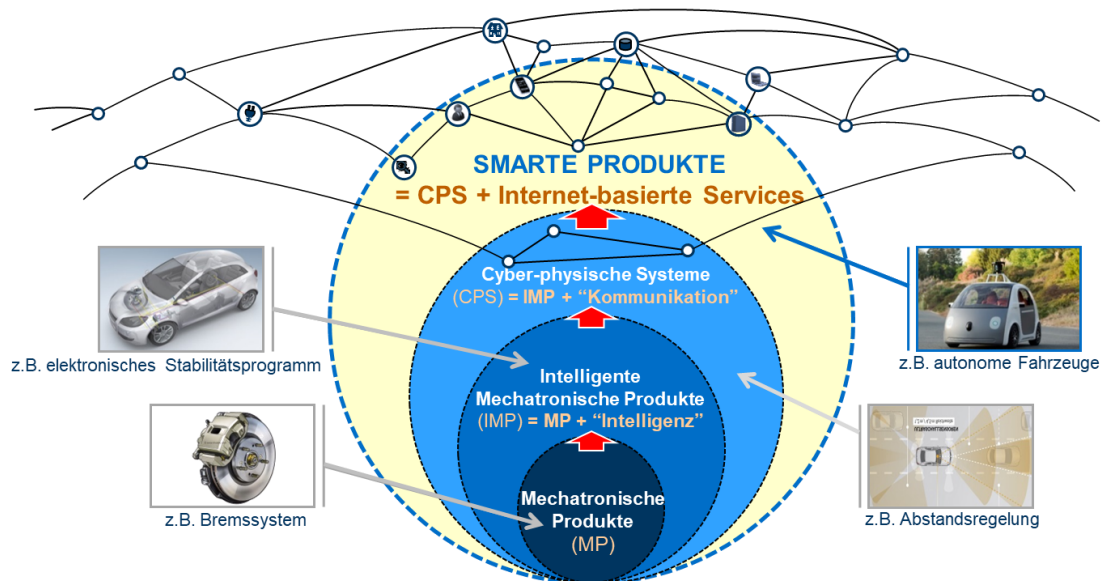 SMARTE PRODUKTE
= CPS + Internet-basierte Services
Cyber-physische Systeme
(CPS) = IMP + “Kommunikation”
z.B. elektronisches Stabilitätsprogramm
z.B. autonome Fahrzeuge
Intelligente
Mechatronische Produkte
(IMP) = MP + “Intelligenz”
Mechatronische
Produkte
(MP)
z.B. Bremssystem
z.B. Abstandsregelung